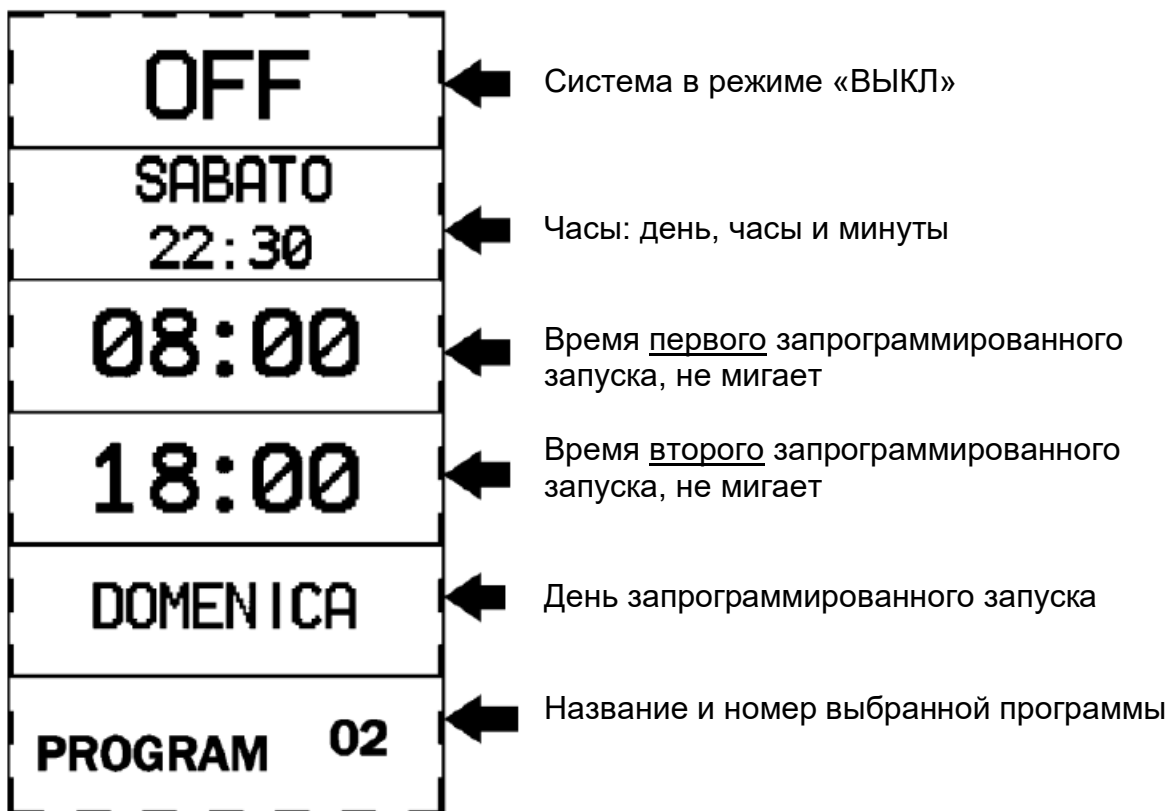 OFF
Система в режиме «ВЫКЛ»
SABATO
22:30
Часы: день, часы и минуты
08:00
Время первого запрограммированного
запуска, не мигает
18:00
Время второго запрограммированного
запуска, не мигает
DOMENICA
День запрограммированного запуска
PROGRAM 02
Название и номер выбранной программы